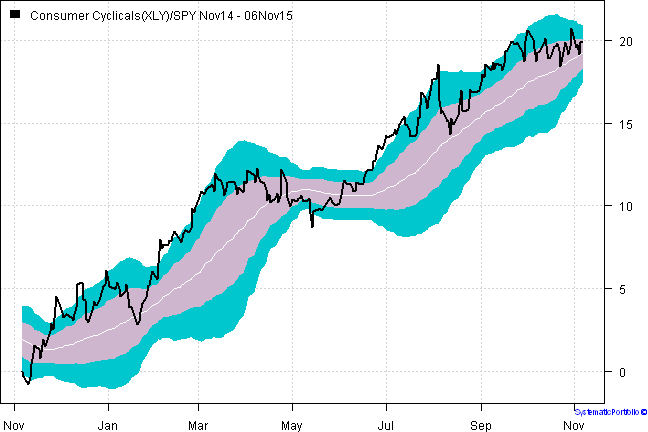 Consumer Cyclicals(XLY)/SPY Nov14 - 06Nov15
20
15
10
5
0
Nov Jan Mar May Jul Sep Nov
SystematicPortfolio ©